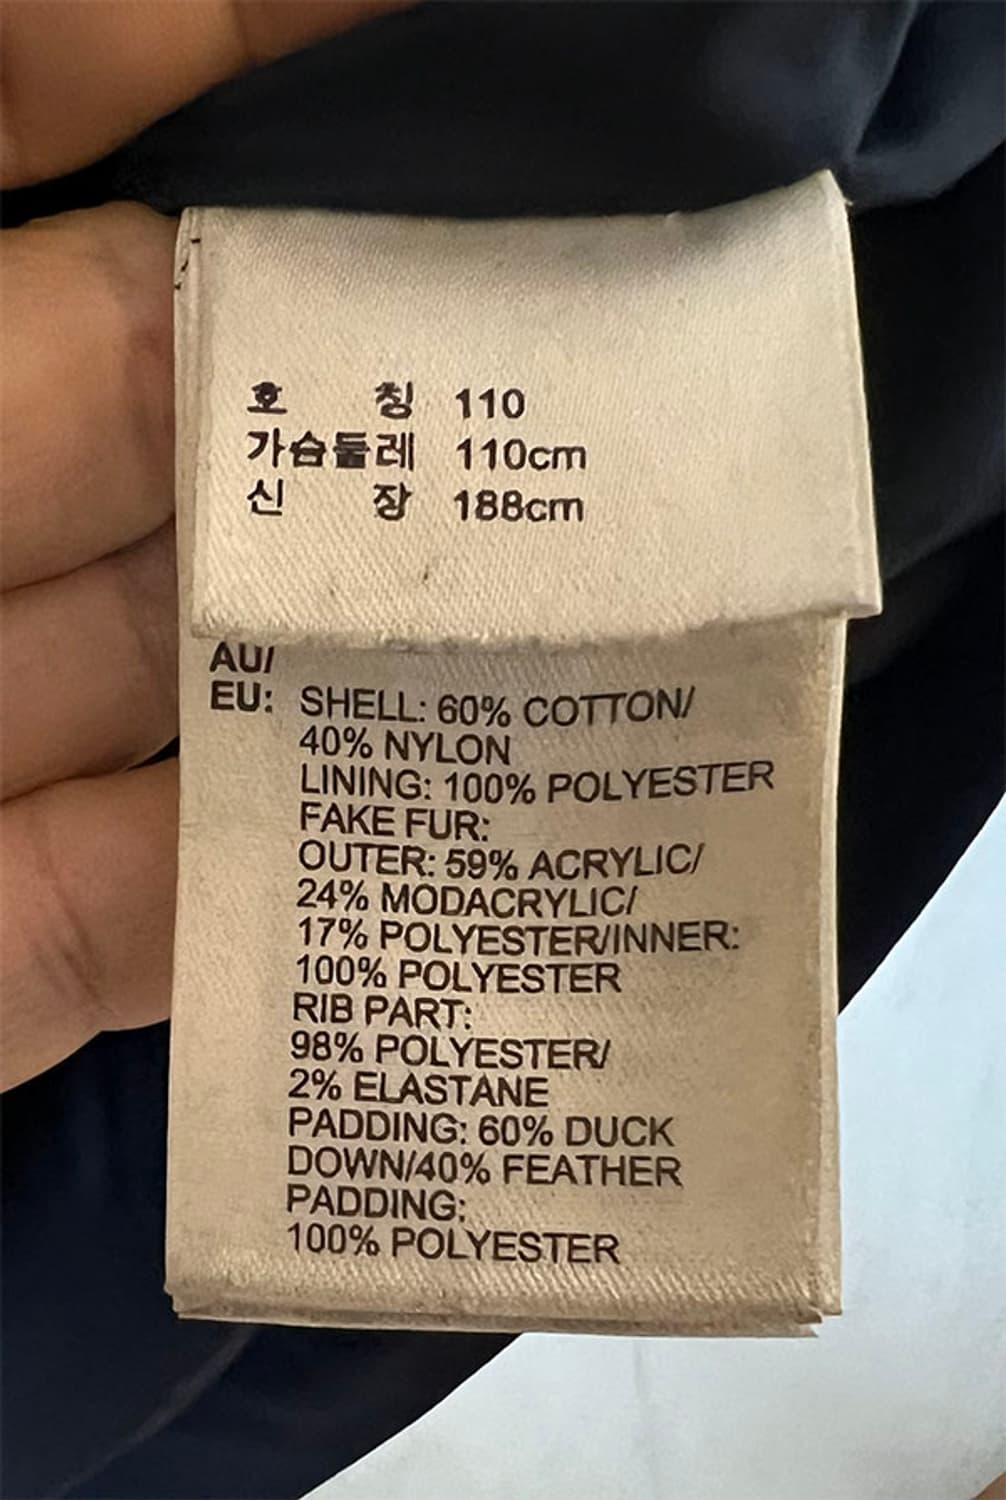 호 칭 110
가슴둘레 110cm
신 장 188cm
AU/
EU: SHELL: 60% COTTON/
40% NYLON
LINING: 100% POLYESTER
FAKE FUR:
OUTER: 59% ACRYLIC/
24% MODACRYLIC/
17% POLYESTER/INNER:
100% POLYESTER
RIB PART:
98% POLYESTER/
2% ELASTANE
PADDING: 60% DUCK
DOWN/40% FEATHER
PADDING:
100% POLYESTER